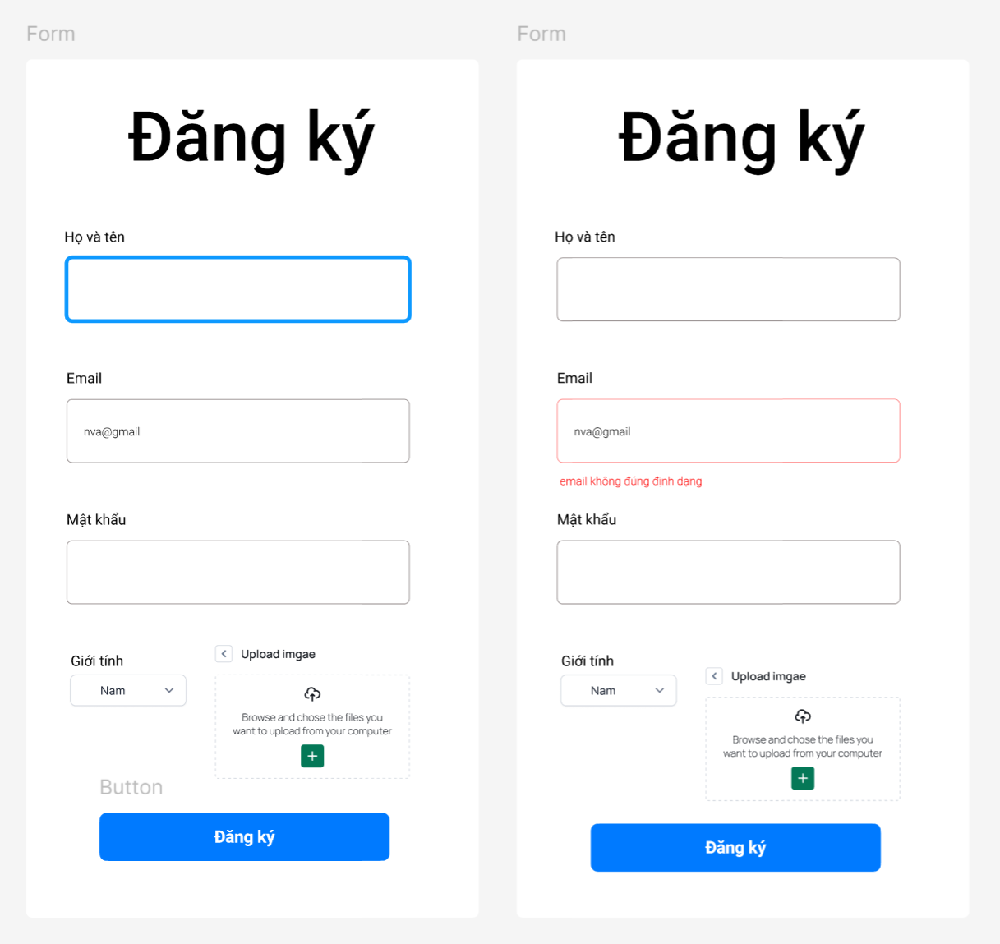 Form
Đăng ký
Họ và tên
Email
nva@gmail
Mật khẩu
Giới tính
Nam
Upload imgae
Browse and chose the files you
want to upload from your computer
Button
Đăng ký
Form
Đăng ký
Họ và tên
Email
nva@gmail
email không đúng định dạng
Mật khẩu
Giới tính
Nam
Upload imgae
Browse and chose the files you
want to upload from your computer
Đăng ký